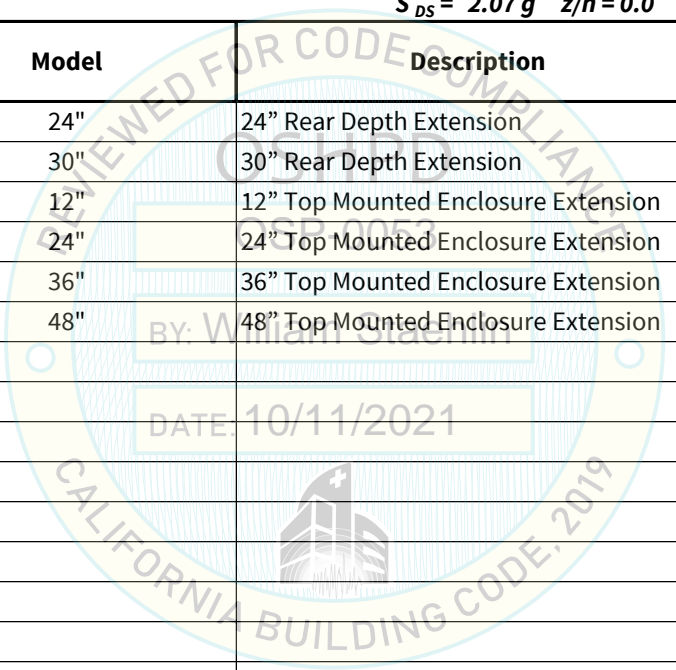 S DS = 2.07 g z/h = 0.0
Model Description
24" 24” Rear Depth Extension
30" 30” Rear Depth Extension
12" 12” Top Mounted Enclosure Extension
24" 24” Top Mounted Enclosure Extension
36" 36” Top Mounted Enclosure Extension
48" 48” Top Mounted Enclosure Extension
REVIEWED FOR CODE COMPLIANCE
OSHPD
OSP-0053
BY: William Staehlin
DATE: 10/11/2021
CALIFORNIA BUILDING CODE, 2019